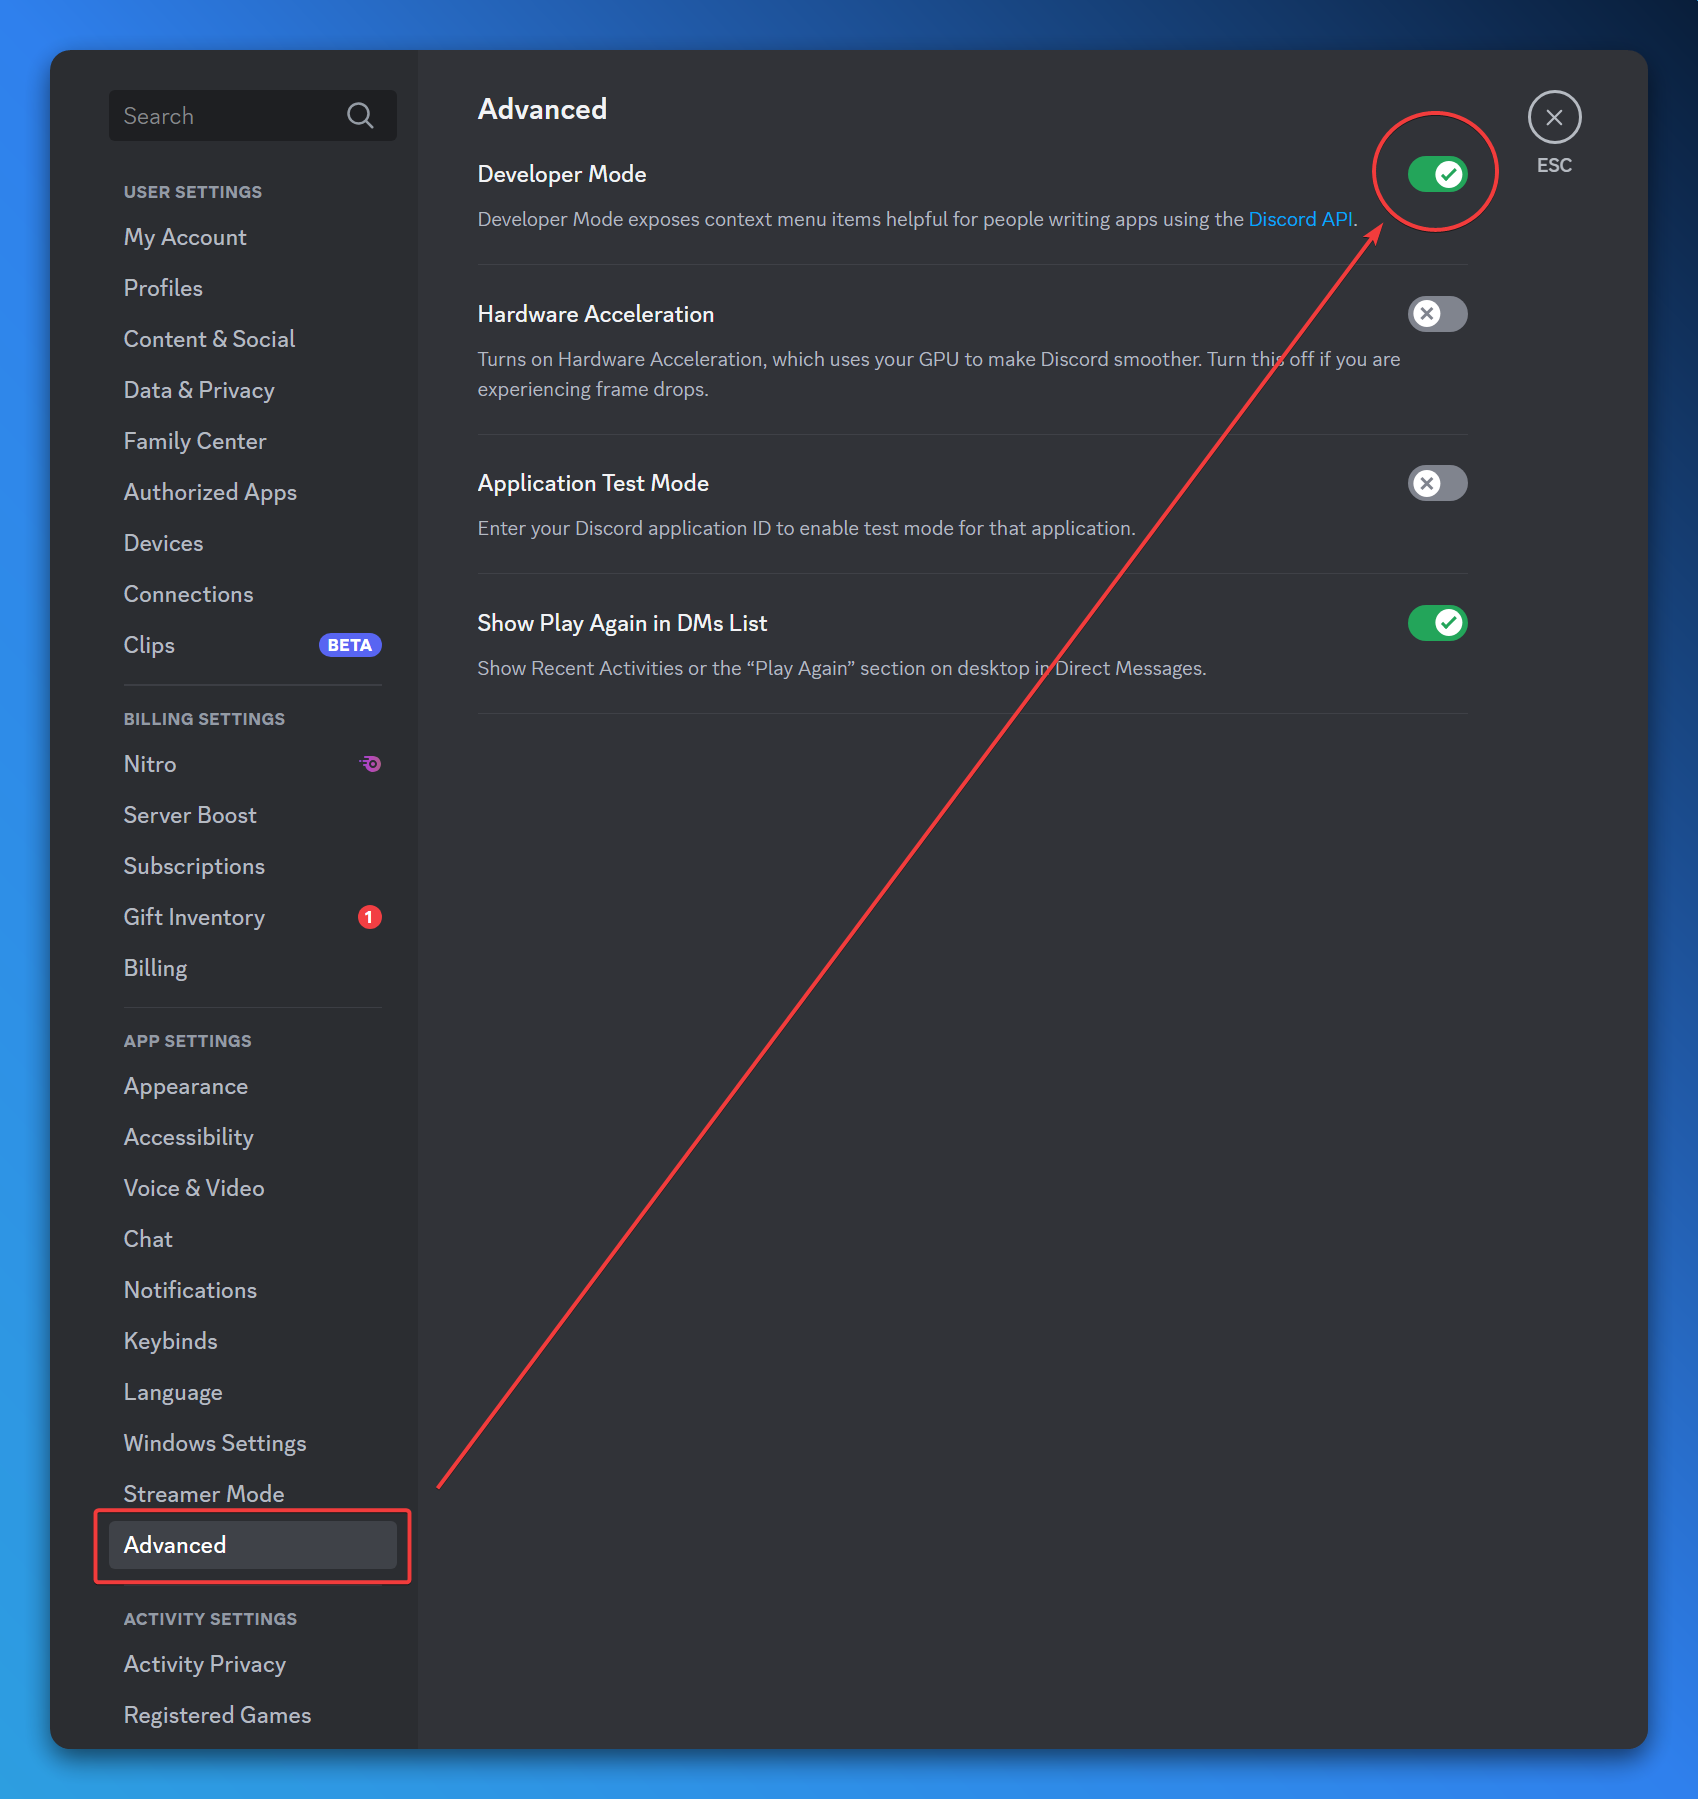 Search
USER SETTINGS
My Account
Profiles
Content & Social
Data & Privacy
Family Center
Authorized Apps
Devices
Connections
Clips BETA
BILLING SETTINGS
Nitro
Server Boost
Subscriptions
Gift Inventory 1
Billing
APP SETTINGS
Appearance
Accessibility
Voice & Video
Chat
Notifications
Keybinds
Language
Windows Settings
Streamer Mode
Advanced
ACTIVITY SETTINGS
Activity Privacy
Registered Games
Advanced
Developer Mode
Developer Mode exposes context menu items helpful for people writing apps using the Discord API.
Hardware Acceleration
Turns on Hardware Acceleration, which uses your GPU to make Discord smoother. Turn this off if you are
experiencing frame drops.
Application Test Mode
Enter your Discord application ID to enable test mode for that application.
Show Play Again in DMs List
Show Recent Activities or the “Play Again” section on desktop in Direct Messages.
ESC